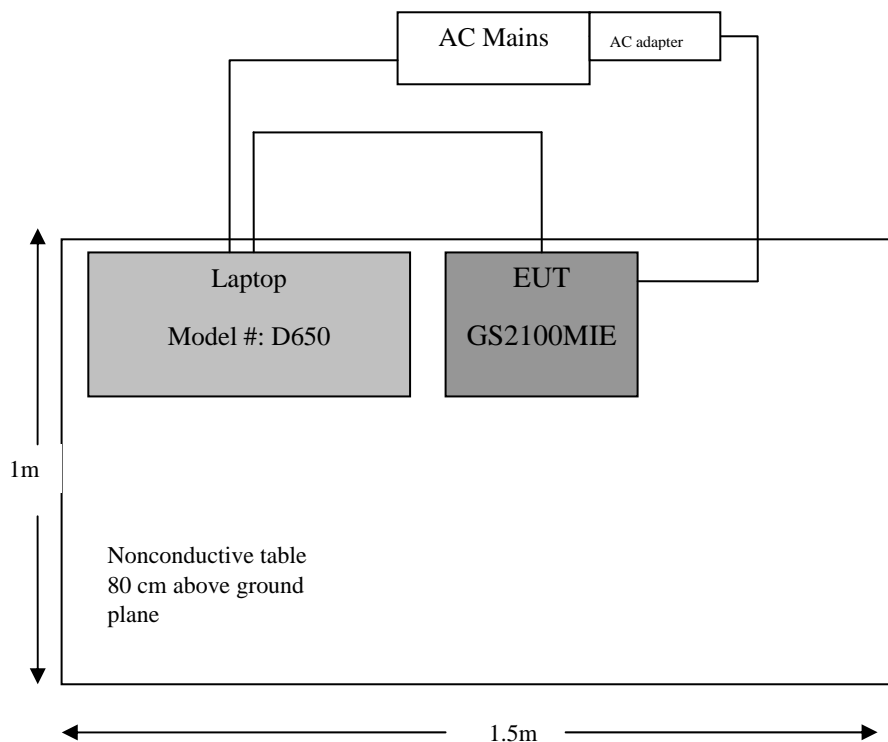 AC Mains
AC adapter
Laptop
Model #: D650
EUT
GS2100MIE
1m
Nonconductive table
80 cm above ground
plane
1.5m